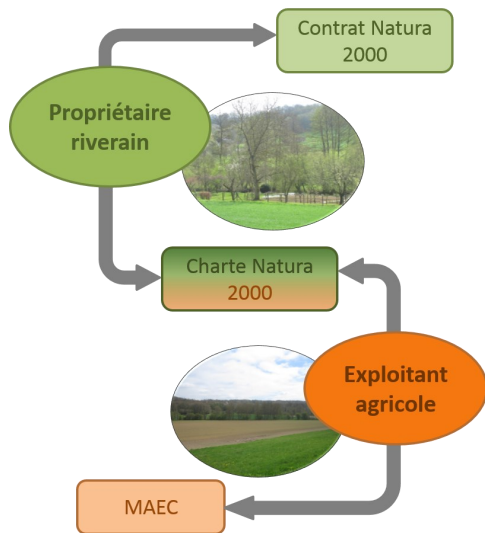 Contrat Natura
2000
Propriétaire
riverain
Charte Natura
2000
Exploitant
agricole
MAEC